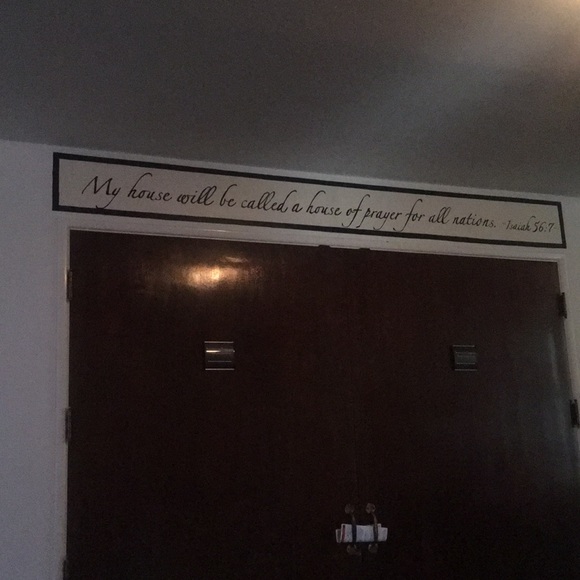 My house will be called a house of prayer for all nations. -Isaiah 56:7